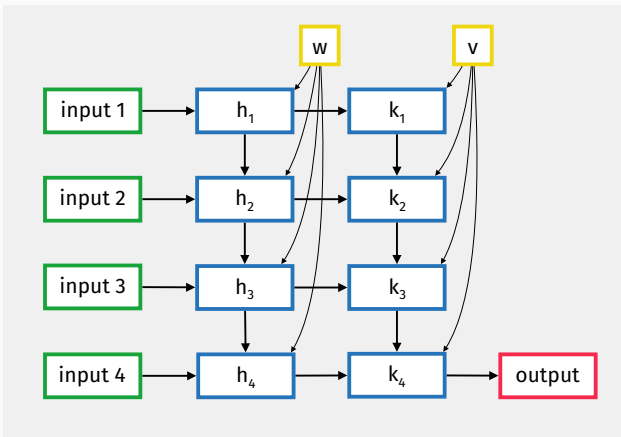 w v
input 1 h₁ k₁
input 2 h₂ k₂
input 3 h₃ k₃
input 4 h₄ k₄ output